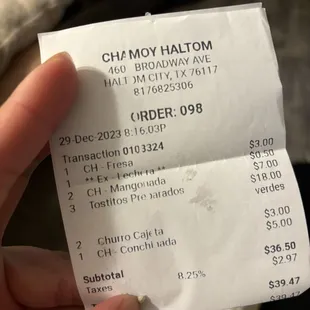 CHAMOY HALTOM
460 BROADWAY AVE
HALTOM CITY, TX 76117
8176825306
ORDER: 098
29-Dec-2023 8:16:03P
Transaction 0103324
1 CH - Fresa $3.00
1 ** Ex - Lechera ** $0.50
2 CH - Mangonada $7.00
3 Tostitos Preparados $18.00
verdes
2 Churro Cajeta $3.00
1 CH - Conchinada $5.00
Subtotal $36.50
Taxes 8.25% $2.97
$39.47